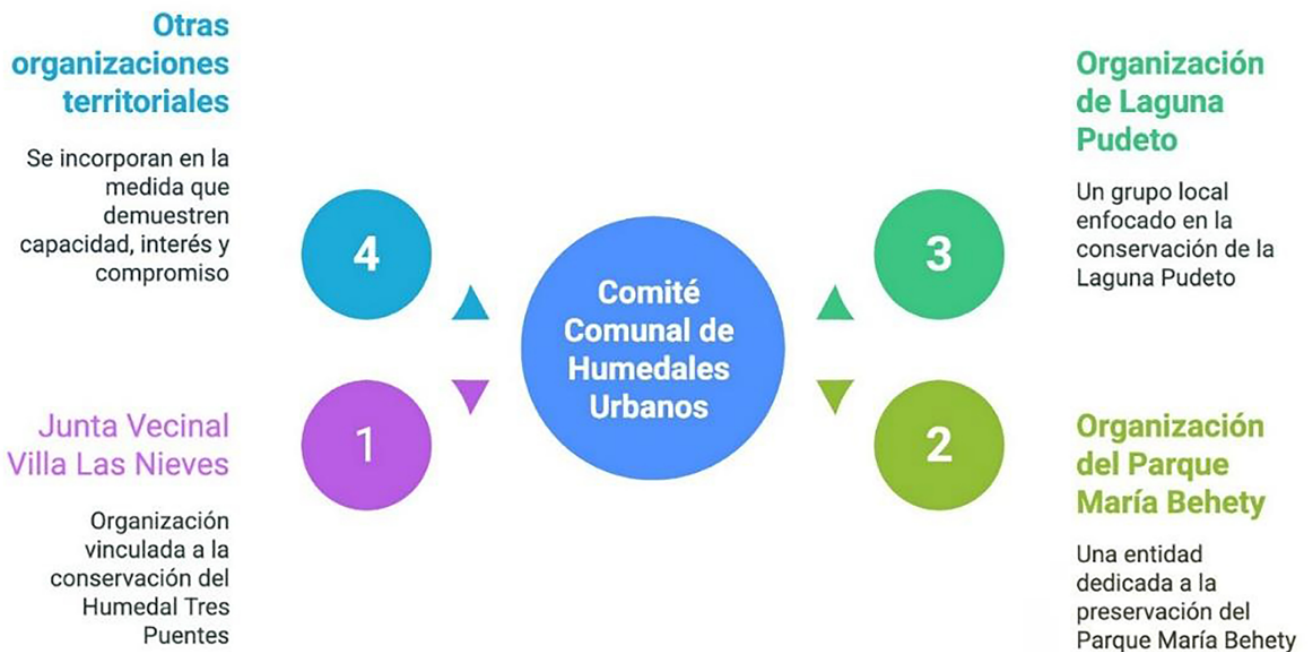 Otras
organizaciones
territoriales
Se incorporan en la
medida que
demuestren
capacidad, interés y
compromiso
4
Junta Vecinal
Villa Las Nieves
Organización
vinculada a la
conservación del
Humedal Tres
Puentes
1
Comité
Comunal de
Humedales
Urbanos
3
Organización
de Laguna
Pudeto
Un grupo local
enfocado en la
conservación de la
Laguna Pudeto
2
Organización
del Parque
María Behety
Una entidad
dedicada a la
preservación del
Parque María Behety